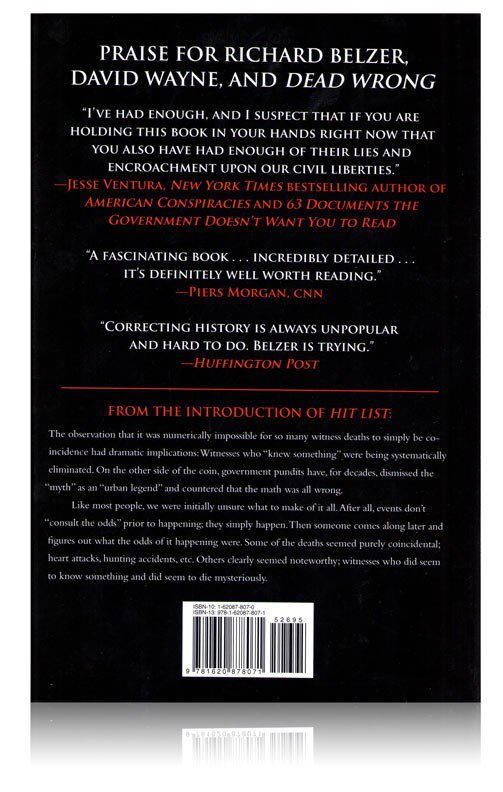 PRAISE FOR RICHARD BELZER,
DAVID WAYNE, AND DEAD WRONG
“I’VE HAD ENOUGH, AND I SUSPECT THAT IF YOU ARE
HOLDING THIS BOOK IN YOUR HANDS RIGHT NOW THAT
YOU ALSO HAVE HAD ENOUGH OF THEIR LIES AND
ENCROACHMENT UPON OUR CIVIL LIBERTIES.”
—JESSE VENTURA, NEW YORK TIMES BESTSELLING AUTHOR OF
AMERICAN CONSPIRACIES AND 63 DOCUMENTS THE
GOVERNMENT DOESN’T WANT YOU TO READ
“A FASCINATING BOOK . . . INCREDIBLY DETAILED . . .
IT’S DEFINITELY WELL WORTH READING.”
—PIERS MORGAN, CNN
“CORRECTING HISTORY IS ALWAYS UNPOPULAR
AND HARD TO DO. BELZER IS TRYING.”
—HUFFINGTON POST
FROM THE INTRODUCTION OF HIT LIST:
The observation that it was numerically impossible for so many witness deaths to simply be co-
incidence had dramatic implications: Witnesses who “knew something” were being systematically
eliminated. On the other side of the coin, government pundits have, for decades, dismissed the
“myth” as an “urban legend” and countered that the math was all wrong.
Like most people, we were initially unsure what to make of it all. After all, events don’t
“consult the odds” prior to happening; they simply happen. Then someone comes along later and
figures out what the odds of it happening were. Some of the deaths seemed purely coincidental;
heart attacks, hunting accidents, etc. Others clearly seemed noteworthy; witnesses who did seem
to know something and did seem to die mysteriously.
ISBN-10: 1-62087-807-0
ISBN-13: 978-1-62087-807-1
52695
9 781620 878071